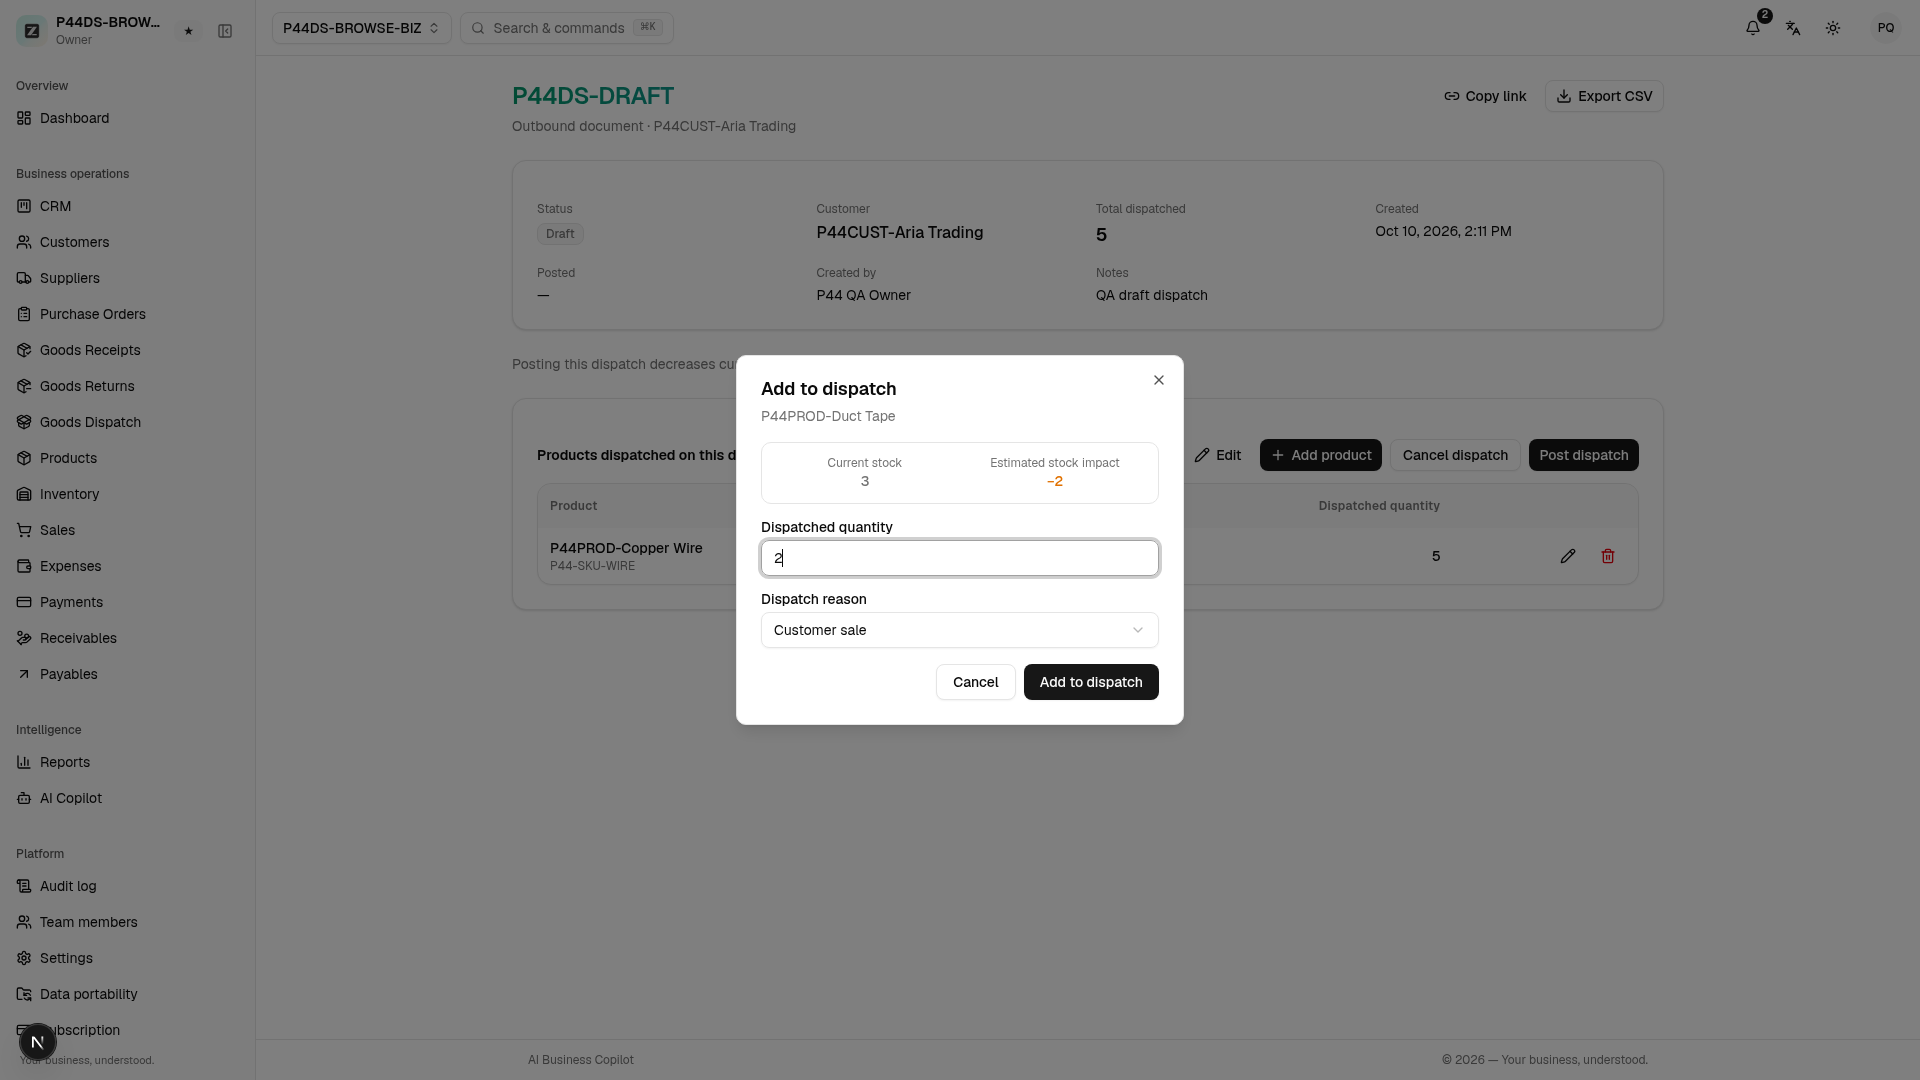 P44DS-BROW...
Owner
P44DS-BROWSE-BIZ
Search & commands
⌘K
2
PQ
Overview
Dashboard
Business operations
CRM
Customers
Suppliers
Purchase Orders
Goods Receipts
Goods Returns
Goods Dispatch
Products
Inventory
Sales
Expenses
Payments
Receivables
Payables
Intelligence
Reports
AI Copilot
Platform
Audit log
Team members
Settings
Data portability
ubscription
N
Your business, understood.
P44DS-DRAFT
Outbound document · P44CUST-Aria Trading
Copy link
Export CSV
Status
Draft
Customer
P44CUST-Aria Trading
Total dispatched
5
Created
Oct 10, 2026, 2:11 PM
Posted
—
Created by
P44 QA Owner
Notes
QA draft dispatch
Posting this dispatch decreases cu
Products dispatched on this d
Edit
Add product
Cancel dispatch
Post dispatch
Product
Dispatched quantity
P44PROD-Copper Wire
P44-SKU-WIRE
5
Add to dispatch
P44PROD-Duct Tape
Current stock
3
Estimated stock impact
−2
Dispatched quantity
2
Dispatch reason
Customer sale
Cancel
Add to dispatch
AI Business Copilot
© 2026 — Your business, understood.